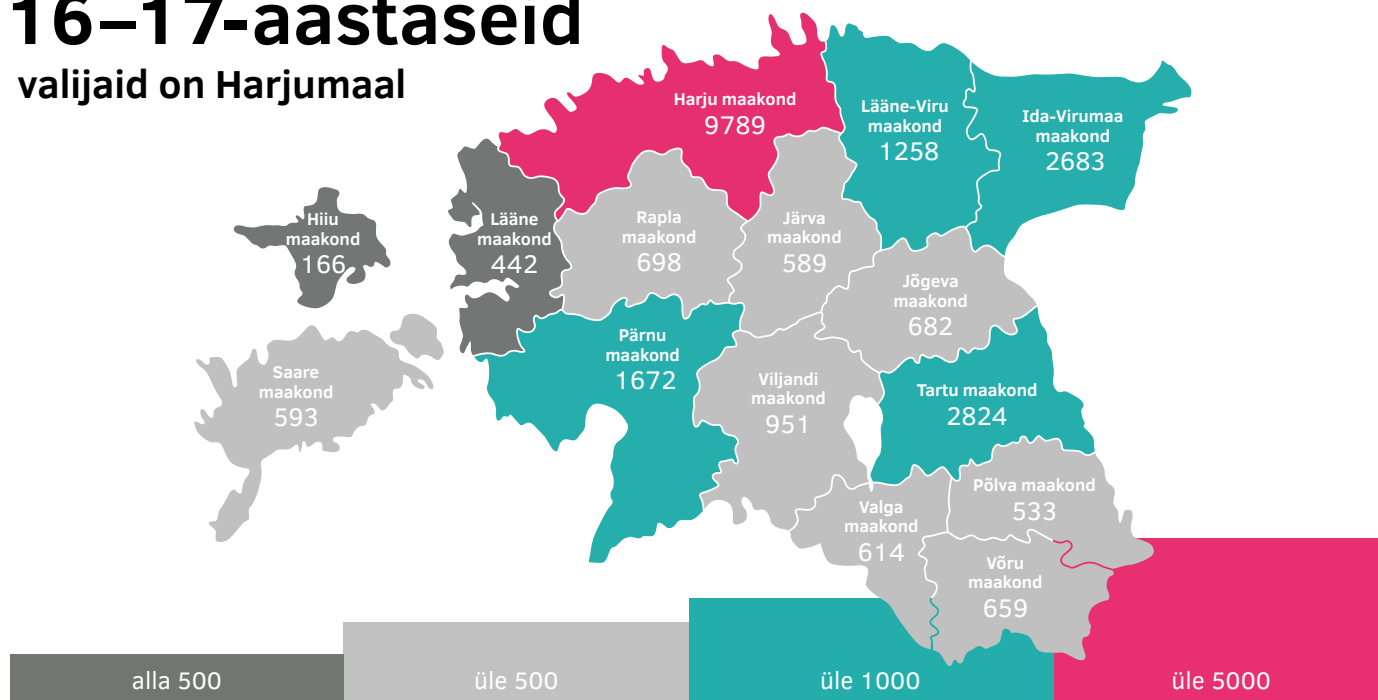 16–17-aastaseid
valijaid on Harjumaal
Harju maakond
9789
Lääne-Viru
maakond
1258
Ida-Virumaa
maakond
2683
Hiiu
maakond
166
Lääne
maakond
442
Rapla
maakond
698
Järva
maakond
589
Jõgeva
maakond
682
Saare
maakond
593
Pärnu
maakond
1672
Viljandi
maakond
951
Tartu maakond
2824
Valga
maakond
614
Põlva maakond
533
Võru
maakond
659
alla 500
üle 500
üle 1000
üle 5000